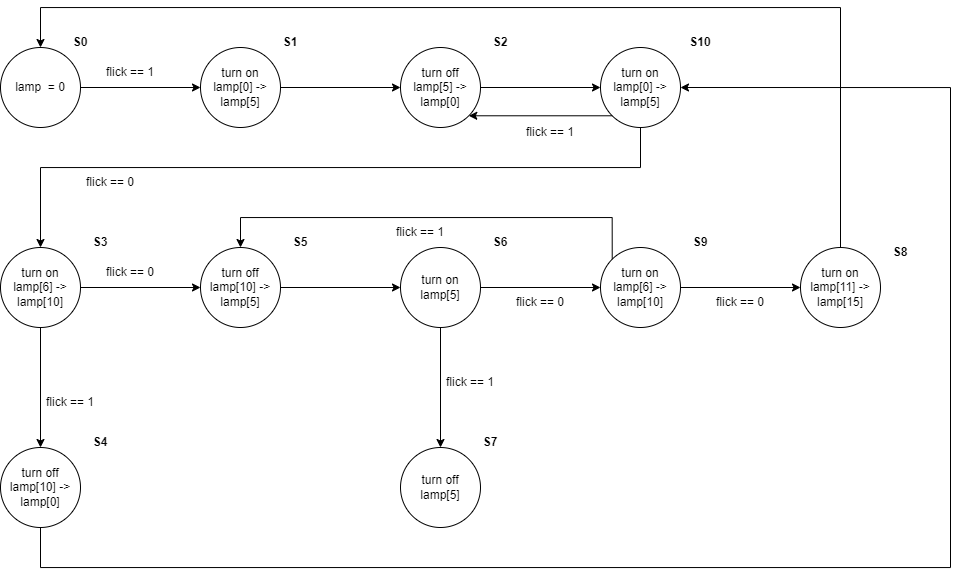 S0
S1
S2
S10
lamp = 0
flick == 1
turn on
lamp[0] ->
lamp[5]
turn off
lamp[5] ->
lamp[0]
turn on
lamp[0] ->
lamp[5]
flick == 1
flick == 0
S3
S5
S6
S9
S8
flick == 1
turn on
lamp[6] ->
lamp[10]
flick == 0
turn off
lamp[10] ->
lamp[5]
turn on
lamp[5]
flick == 0
turn on
lamp[6] ->
lamp[10]
flick == 0
turn on
lamp[11] ->
lamp[15]
flick == 1
flick == 1
S4
S7
turn off
lamp[10] ->
lamp[0]
turn off
lamp[5]